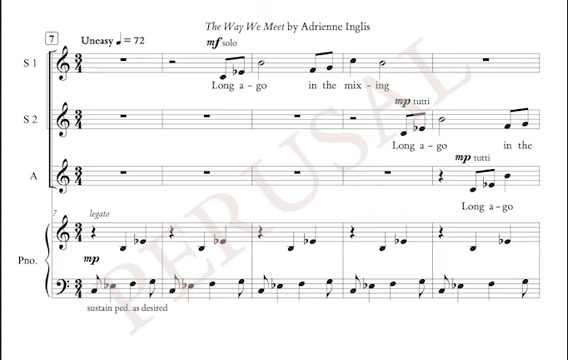 The Way We Meet by Adrienne Inglis
7
Uneasy ♩ = 72
mf solo
S 1
Long a - go in the mix - ing
mp tutti
S 2
Long a - go in the
mp tutti
A
Long a - go
7
legato
Pno.
mp
sustain ped. as desired
PERUSAL